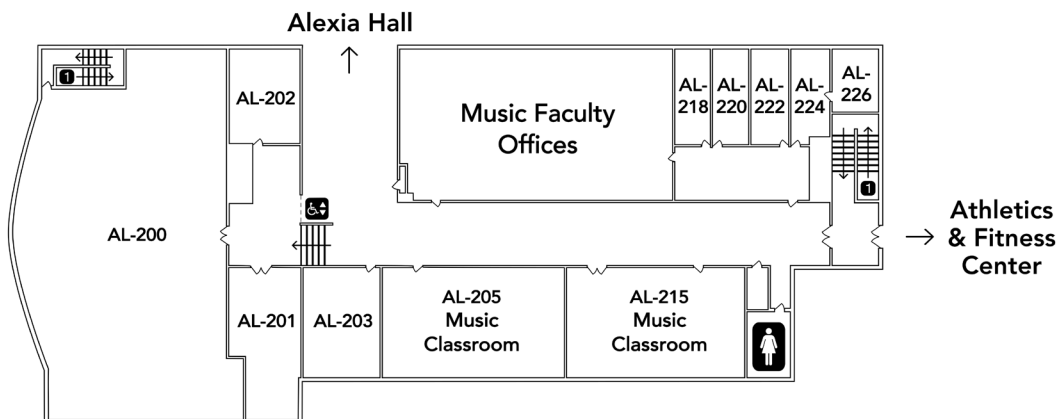 Alexia Hall
1
AL-202
Music Faculty
Offices
AL-
218
AL-
220
AL-
222
AL-
224
AL-
226
1
AL-200
Athletics
& Fitness
Center
AL-201
AL-203
AL-205
Music
Classroom
AL-215
Music
Classroom